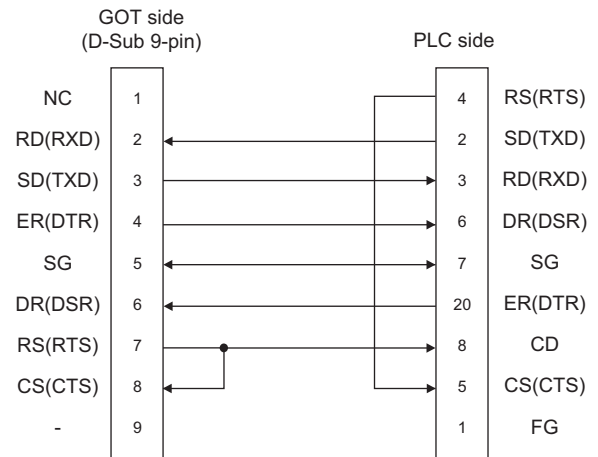 GOT side
(D-Sub 9-pin)
PLC side
NC 1 4 RS(RTS)
RD(RXD) 2 2 SD(TXD)
SD(TXD) 3 3 RD(RXD)
ER(DTR) 4 6 DR(DSR)
SG 5 7 SG
DR(DSR) 6 20 ER(DTR)
RS(RTS) 7 8 CD
CS(CTS) 8 5 CS(CTS)
- 9 1 FG